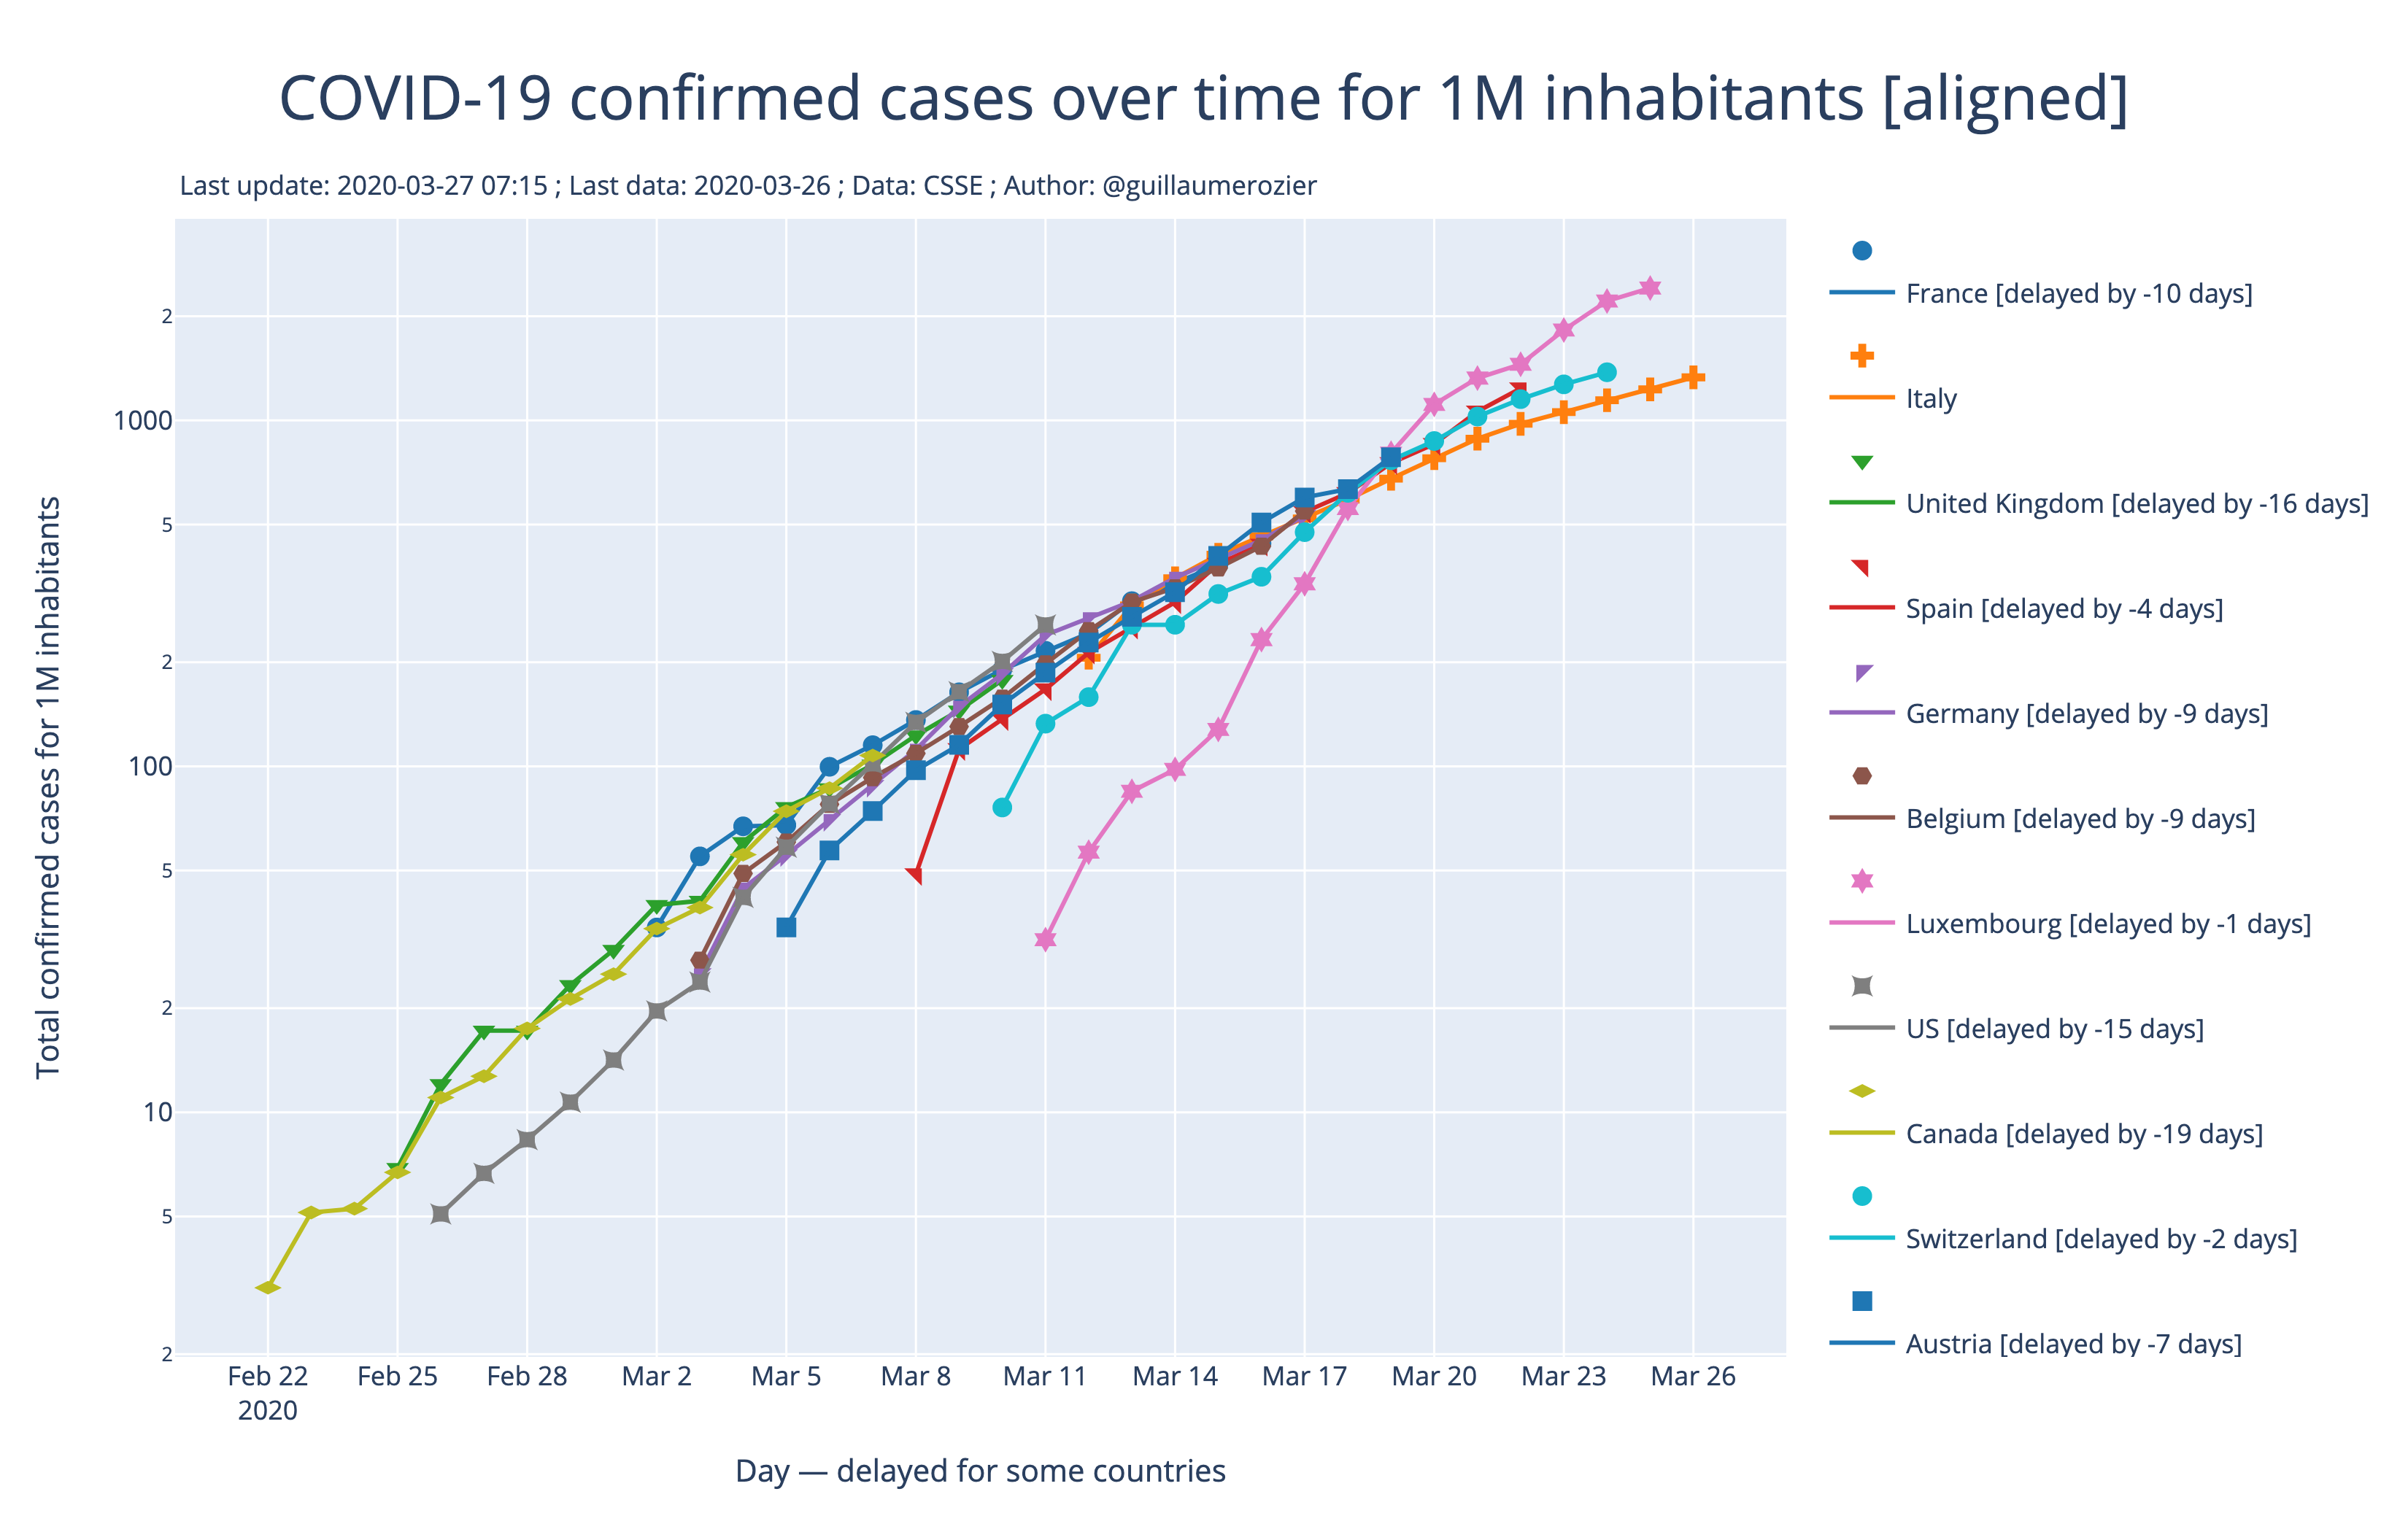 COVID-19 confirmed cases over time for 1M inhabitants [aligned]
Last update: 2020-03-27 07:15 ; Last data: 2020-03-26 ; Data: CSSE ; Author: @guillaumerozier
Total confirmed cases for 1M inhabitants
2
1000
5
2
100
5
2
10
5
2
Feb 22
2020
Feb 25
Feb 28
Mar 2
Mar 5
Mar 8
Mar 11
Mar 14
Mar 17
Mar 20
Mar 23
Mar 26
Day — delayed for some countries
France [delayed by -10 days]
Italy
United Kingdom [delayed by -16 days]
Spain [delayed by -4 days]
Germany [delayed by -9 days]
Belgium [delayed by -9 days]
Luxembourg [delayed by -1 days]
US [delayed by -15 days]
Canada [delayed by -19 days]
Switzerland [delayed by -2 days]
Austria [delayed by -7 days]